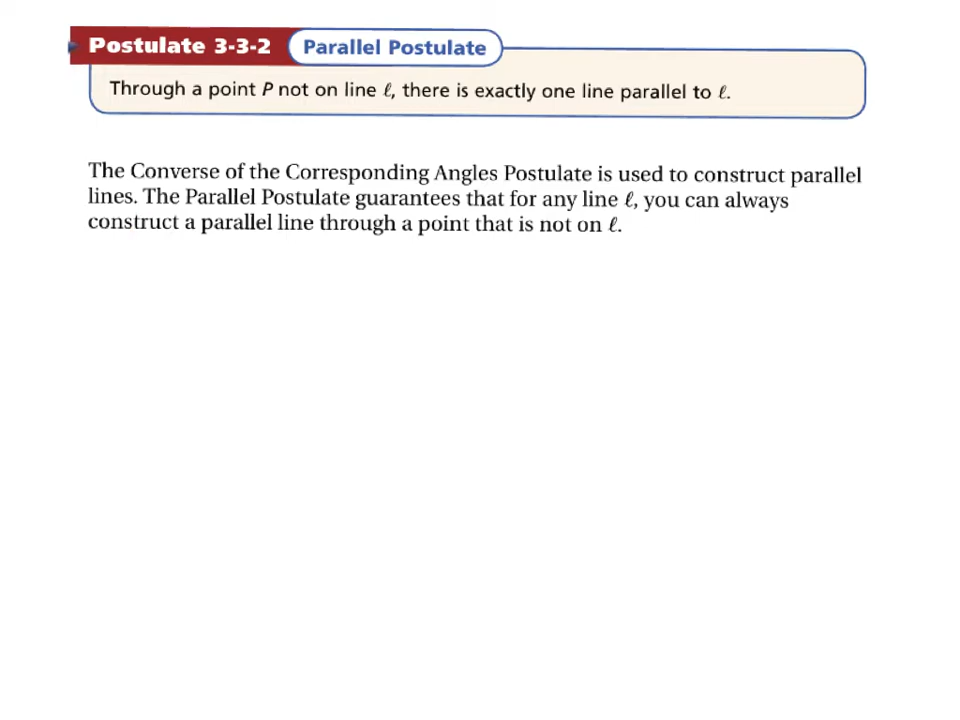 Postulate 3-3-2 Parallel Postulate
Through a point P not on line ℓ, there is exactly one line parallel to ℓ.
The Converse of the Corresponding Angles Postulate is used to construct parallel
lines. The Parallel Postulate guarantees that for any line ℓ, you can always
construct a parallel line through a point that is not on ℓ.